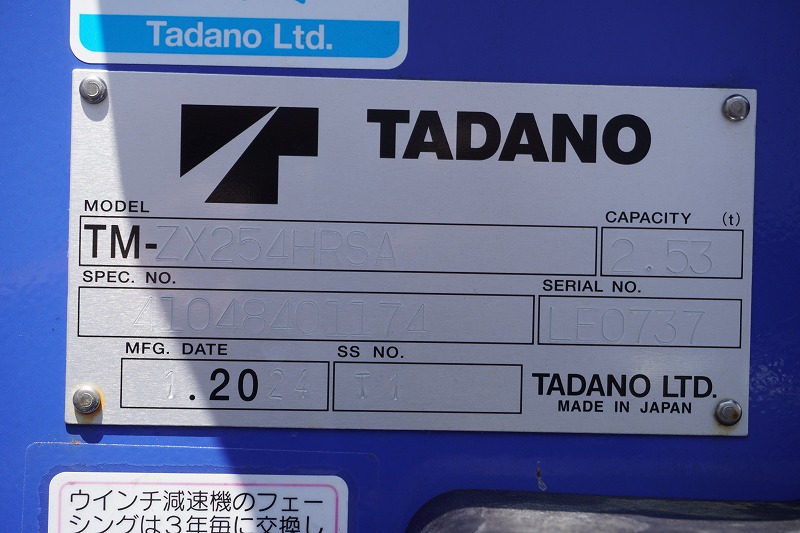 Tadano Ltd.
TADANO
MODEL
CAPACITY (t)
TM-ZX254HRSA
2.53
SPEC. NO.
SERIAL NO.
41048401174
LE0737
MFG. DATE
SS NO.
1.2024
T1
TADANO LTD.
MADE IN JAPAN
ウインチ減速機のフェー
シングは3年毎に交換し